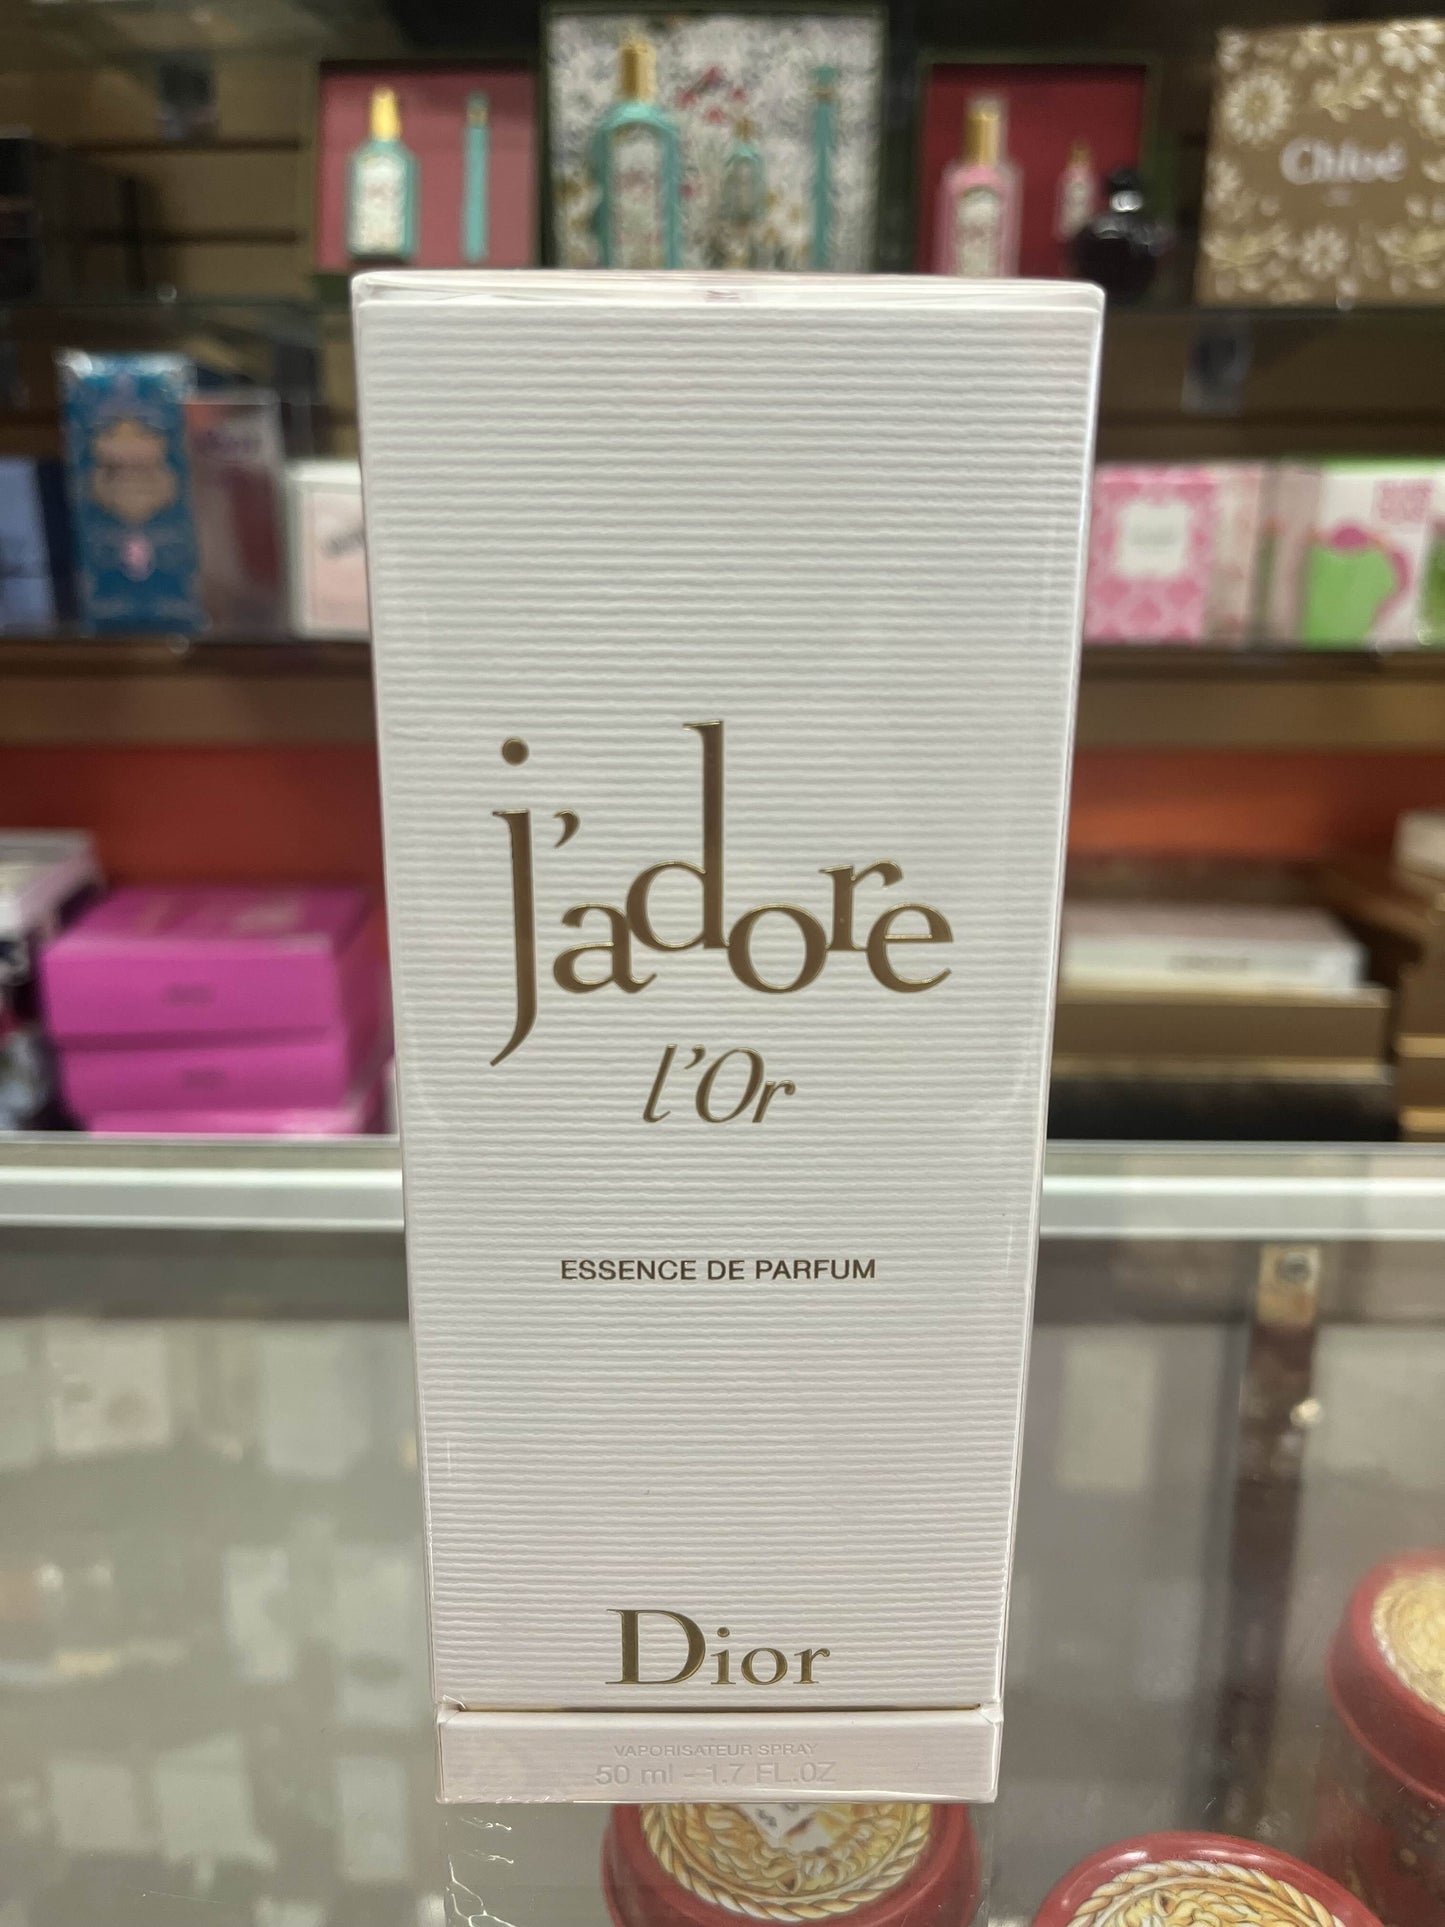 Chloé
j'adore
l'Or
ESSENCE DE PARFUM
Dior
VAPORISATEUR SPRAY
50 ml - 1.7 FL.OZ